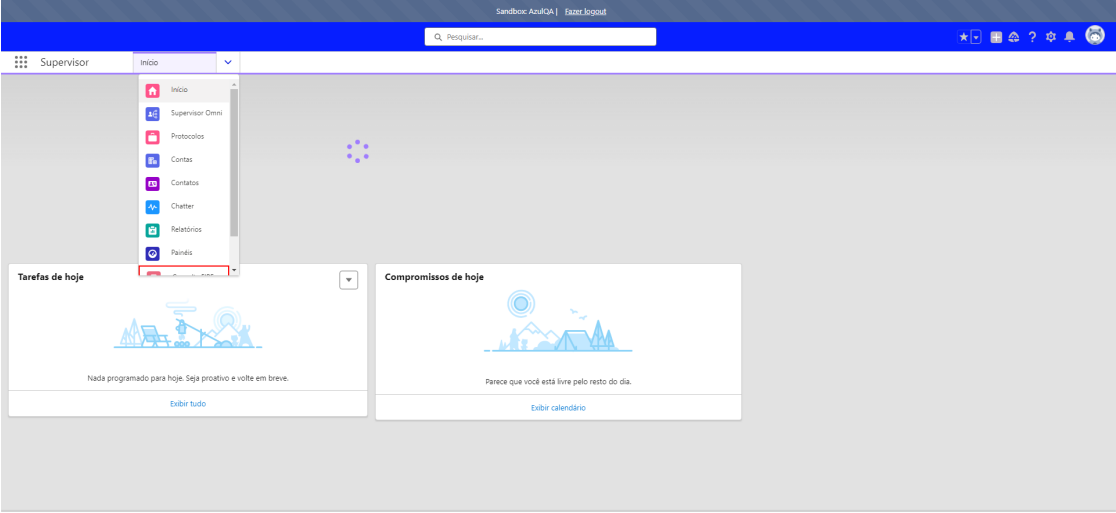 Sandbox: AzulQA | Fazer logout
Pesquisar...
Supervisor
Início
Início
Supervisor Omni
Protocolos
Contas
Contatos
Chatter
Relatórios
Painéis
Tarefas de hoje
Compromissos de hoje
Nada programado para hoje. Seja proativo e volte em breve.
Parece que você está livre pelo resto do dia.
Exibir tudo
Exibir calendário